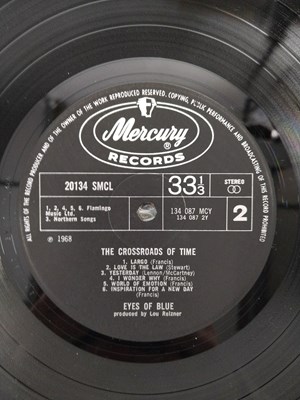 ALL RIGHTS OF THE RECORD PRODUCER AND OF THE OWNER OF THE WORK REPRODUCED RESERVED. COPYING, PUBLIC PERFORMANCE AND BROADCASTING OF THIS RECORD PROHIBITED
Mercury
RECORDS
20134 SMCL
33 1/3
STEREO
1, 2, 4, 5, 6. Flamingo
Music Ltd.
3. Northern Songs
134 087 MCY
134 087 2Y
2
℗ 1968
THE CROSSROADS OF TIME
1. LARGO (Francis)
2. LOVE IS THE LAW (Stewart)
3. YESTERDAY (Lennon/McCartney)
4. I WONDER WHY (Francis)
5. WORLD OF EMOTION (Francis)
6. INSPIRATION FOR A NEW DAY
(Francis)
EYES OF BLUE
produced by Lou Reizner